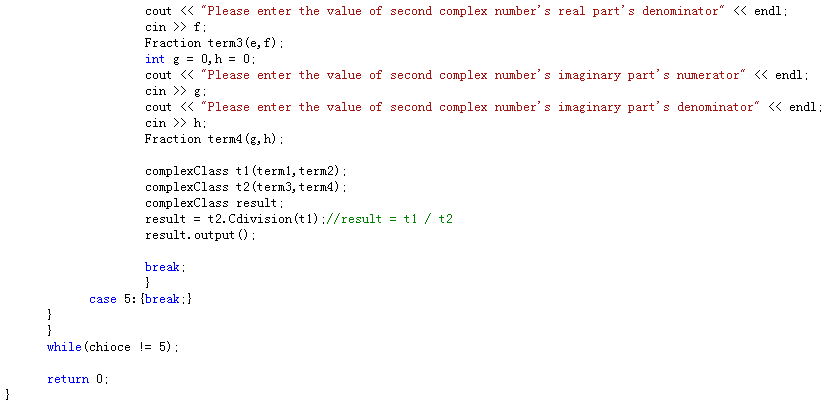 cout << "Please enter the value of second complex number's real part's denominator" << endl;
cin >> f;
Fraction term3(e,f);
int g = 0,h = 0;
cout << "Please enter the value of second complex number's imaginary part's numerator" << endl;
cin >> g;
cout << "Please enter the value of second complex number's imaginary part's denominator" << endl;
cin >> h;
Fraction term4(g,h);
complexClass t1(term1,term2);
complexClass t2(term3,term4);
complexClass result;
result = t2.Cdivision(t1);//result = t1 / t2
result.output();
break;
}
case 5:{break;}
}
}
while(chioce != 5);
return 0;
}